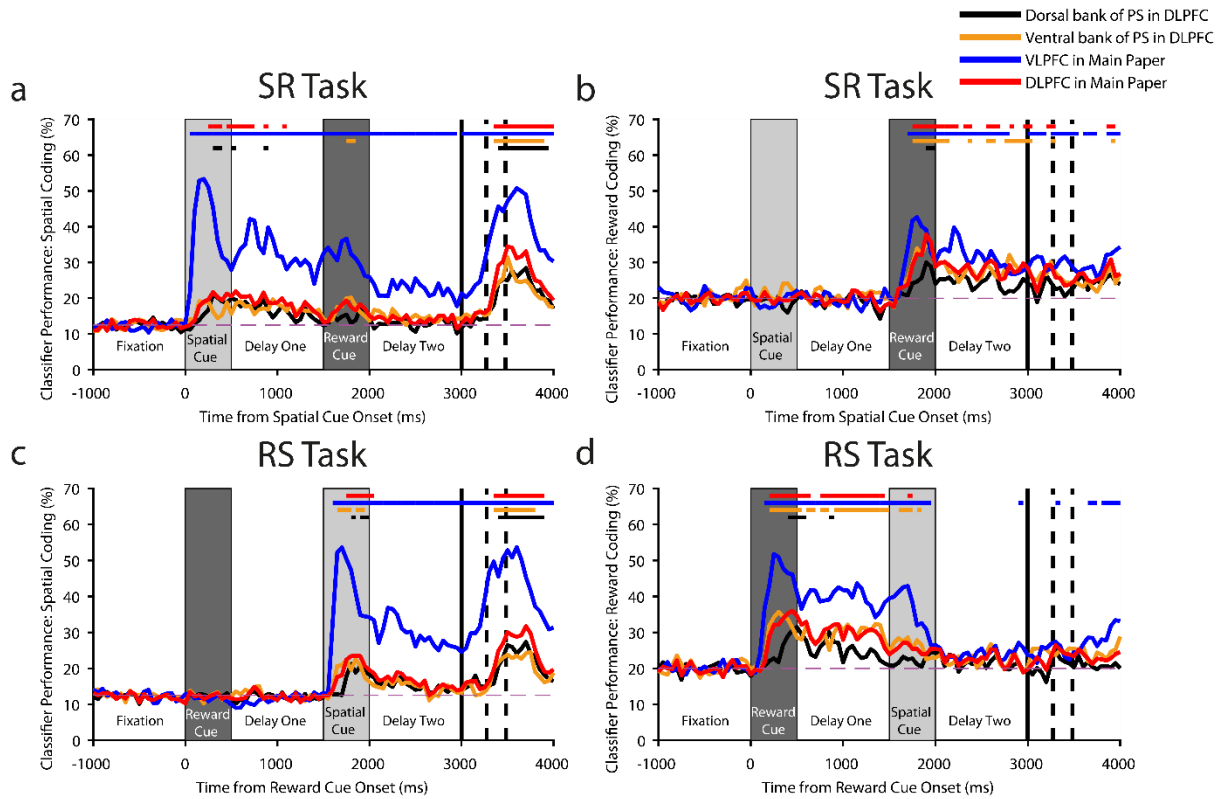 Dorsal bank of PS in DLPFC
Ventral bank of PS in DLPFC
VLPFC in Main Paper
DLPFC in Main Paper
a
SR Task
Classifier Performance: Spatial Coding (%)
70
60
50
40
30
20
10
0
Fixation
Spatial
Cue
Delay One
Reward
Cue
Delay Two
-1000
0
1000
2000
3000
4000
Time from Spatial Cue Onset (ms)
b
SR Task
Classifier Performance: Reward Coding (%)
70
60
50
40
30
20
10
0
Fixation
Spatial
Cue
Delay One
Reward
Cue
Delay Two
-1000
0
1000
2000
3000
4000
Time from Spatial Cue Onset (ms)
c
RS Task
Classifier Performance: Spatial Coding (%)
70
60
50
40
30
20
10
0
Fixation
Reward
Cue
Delay One
Spatial
Cue
Delay Two
-1000
0
1000
2000
3000
4000
Time from Reward Cue Onset (ms)
d
RS Task
Classifier Performance: Reward Coding (%)
70
60
50
40
30
20
10
0
Fixation
Reward
Cue
Delay One
Spatial
Cue
Delay Two
-1000
0
1000
2000
3000
4000
Time from Reward Cue Onset (ms)